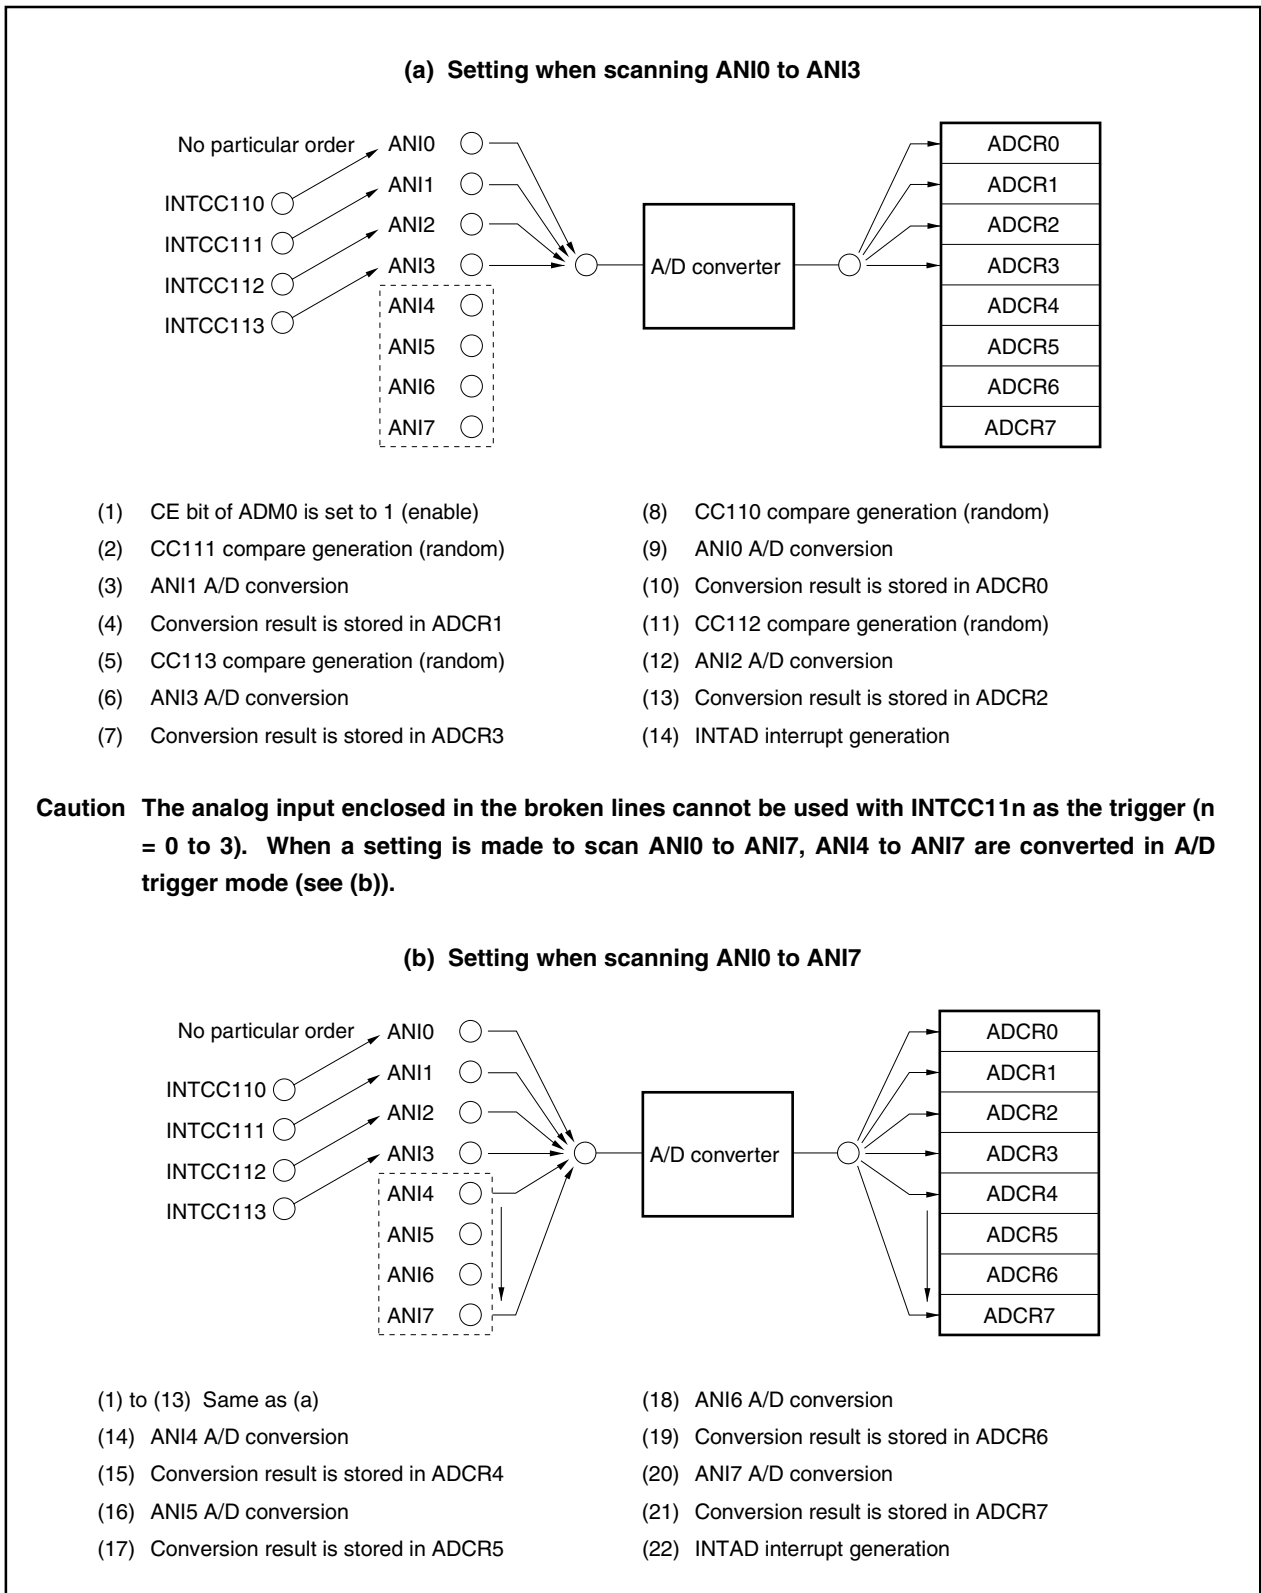 (a) Setting when scanning ANI0 to ANI3
No particular order
INTCC110
INTCC111
INTCC112
INTCC113
ANI0
ANI1
ANI2
ANI3
ANI4
ANI5
ANI6
ANI7
A/D converter
ADCR0
ADCR1
ADCR2
ADCR3
ADCR4
ADCR5
ADCR6
ADCR7
(1) CE bit of ADM0 is set to 1 (enable)
(2) CC111 compare generation (random)
(3) ANI1 A/D conversion
(4) Conversion result is stored in ADCR1
(5) CC113 compare generation (random)
(6) ANI3 A/D conversion
(7) Conversion result is stored in ADCR3
(8) CC110 compare generation (random)
(9) ANI0 A/D conversion
(10) Conversion result is stored in ADCR0
(11) CC112 compare generation (random)
(12) ANI2 A/D conversion
(13) Conversion result is stored in ADCR2
(14) INTAD interrupt generation
Caution The analog input enclosed in the broken lines cannot be used with INTCC11n as the trigger (n
= 0 to 3). When a setting is made to scan ANI0 to ANI7, ANI4 to ANI7 are converted in A/D
trigger mode (see (b)).
(b) Setting when scanning ANI0 to ANI7
No particular order
INTCC110
INTCC111
INTCC112
INTCC113
ANI0
ANI1
ANI2
ANI3
ANI4
ANI5
ANI6
ANI7
A/D converter
ADCR0
ADCR1
ADCR2
ADCR3
ADCR4
ADCR5
ADCR6
ADCR7
(1) to (13) Same as (a)
(14) ANI4 A/D conversion
(15) Conversion result is stored in ADCR4
(16) ANI5 A/D conversion
(17) Conversion result is stored in ADCR5
(18) ANI6 A/D conversion
(19) Conversion result is stored in ADCR6
(20) ANI7 A/D conversion
(21) Conversion result is stored in ADCR7
(22) INTAD interrupt generation